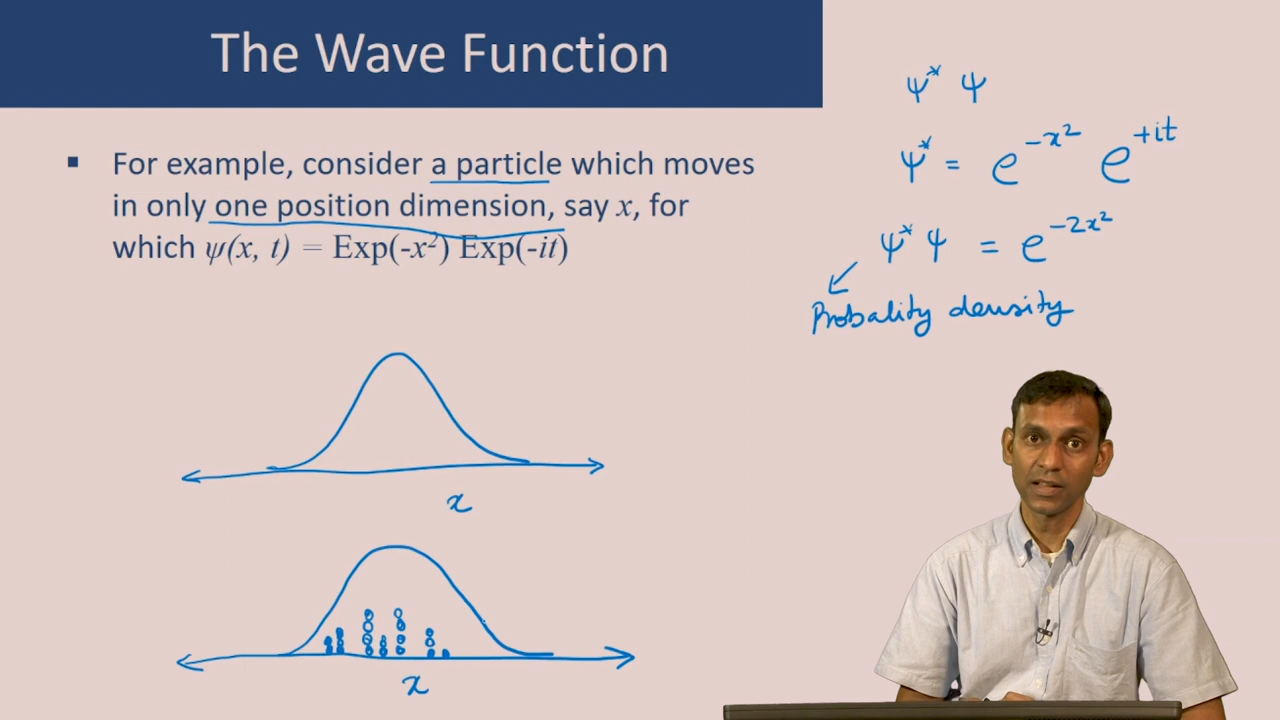 The Wave Function
▪ For example, consider a particle which moves
in only one position dimension, say x, for
which ψ(x, t) = Exp(-x²) Exp(-it)
ψ* ψ
ψ* = e^{-x²} e^{+it}
ψ* ψ = e^{-2x²}
Probality density
x
x